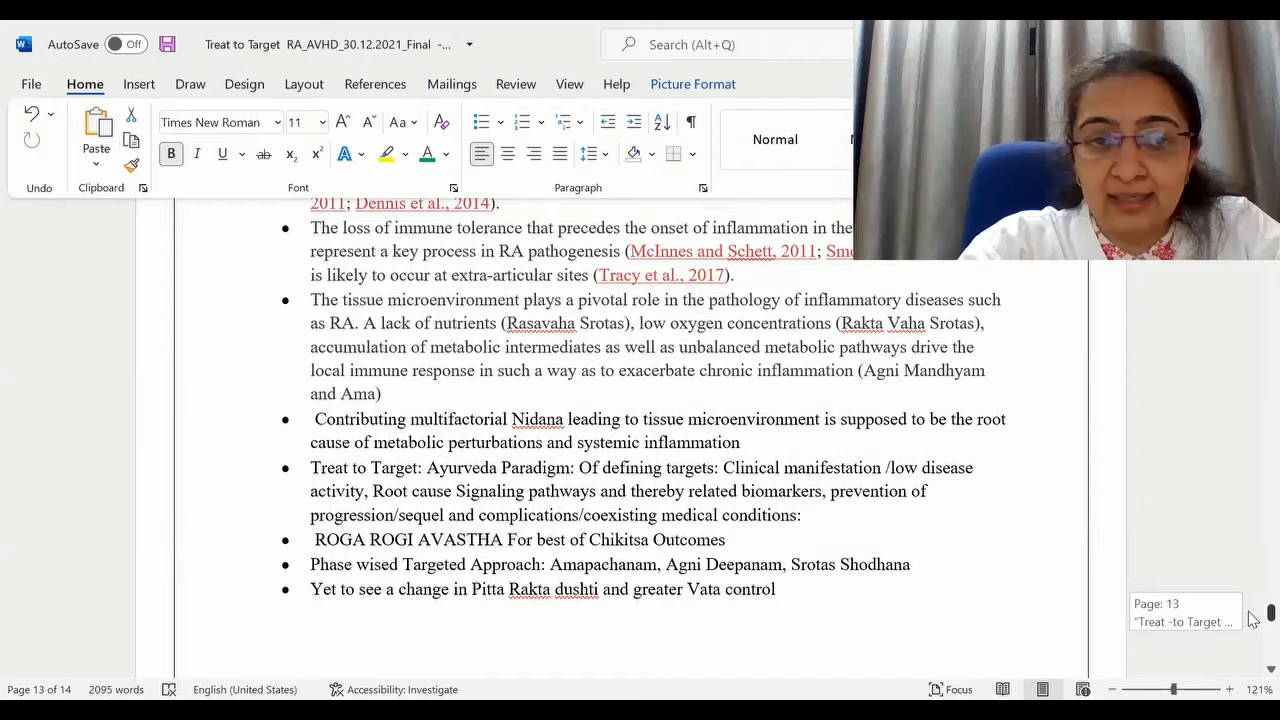 AutoSave Off Treat to Target RA_AVHD_30.12.2021_Final -... Search (Alt+Q)
File Home Insert Draw Design Layout References Mailings Review View Help Picture Format
Times New Roman 11 Aa
Paste Normal
Undo Clipboard Font Paragraph
2011; Dennis et al., 2014).
The loss of immune tolerance that precedes the onset of inflammation in the
represent a key process in RA pathogenesis (McInnes and Schett, 2011;
is likely to occur at extra-articular sites (Tracy et al., 2017).
The tissue microenvironment plays a pivotal role in the pathology of inflammatory diseases such
as RA. A lack of nutrients (Rasavaha Srotas), low oxygen concentrations (Rakta Vaha Srotas),
accumulation of metabolic intermediates as well as unbalanced metabolic pathways drive the
local immune response in such a way as to exacerbate chronic inflammation (Agni Mandhyam
and Ama)
Contributing multifactorial Nidana leading to tissue microenvironment is supposed to be the root
cause of metabolic perturbations and systemic inflammation
Treat to Target: Ayurveda Paradigm: Of defining targets: Clinical manifestation /low disease
activity, Root cause Signaling pathways and thereby related biomarkers, prevention of
progression/sequel and complications/coexisting medical conditions:
ROGA ROGI AVASTHA For best of Chikitsa Outcomes
Phase wised Targeted Approach: Amapachanam, Agni Deepanam, Srotas Shodhana
Yet to see a change in Pitta Rakta dushti and greater Vata control
Page: 13
"Treat -to Target ...
Page 13 of 14 2095 words English (United States) Accessibility: Investigate Focus 121%